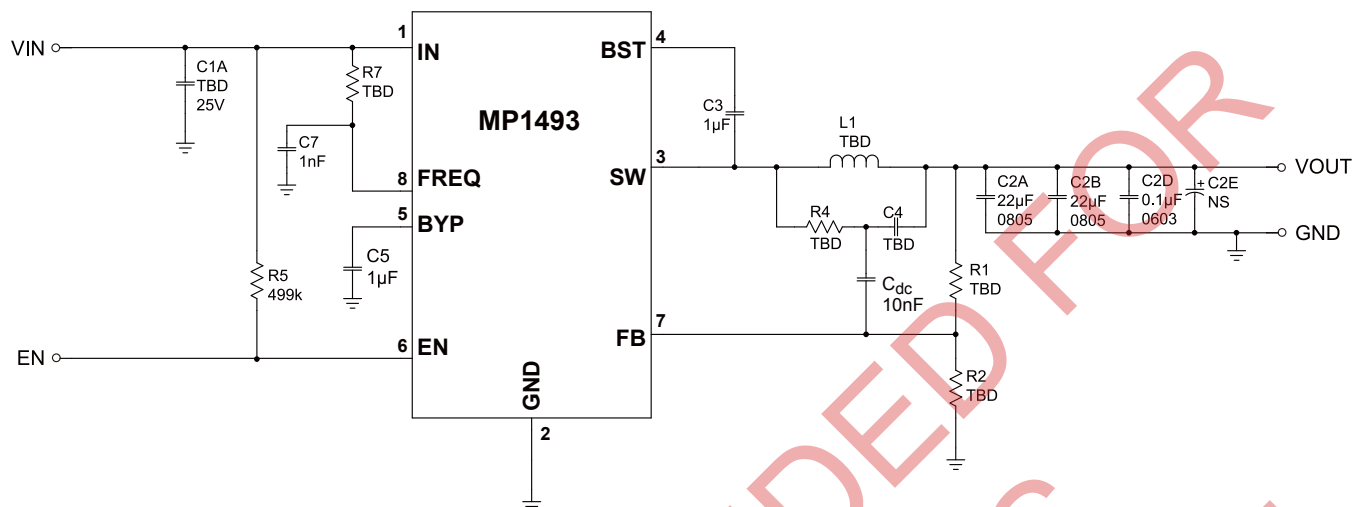 VIN
C1A
TBD
25V
R7
TBD
C7
1nF
R5
499k
C5
1µF
EN
1
IN
8
FREQ
5
BYP
6
EN
MP1493
GND
2
BST
4
SW
3
FB
7
C3
1µF
L1
TBD
R4
TBD
C4
TBD
Cdc
10nF
R1
TBD
R2
TBD
C2A
22µF
0805
C2B
22µF
0805
C2D
0.1µF
0603
+
C2E
NS
VOUT
GND
DED FOR